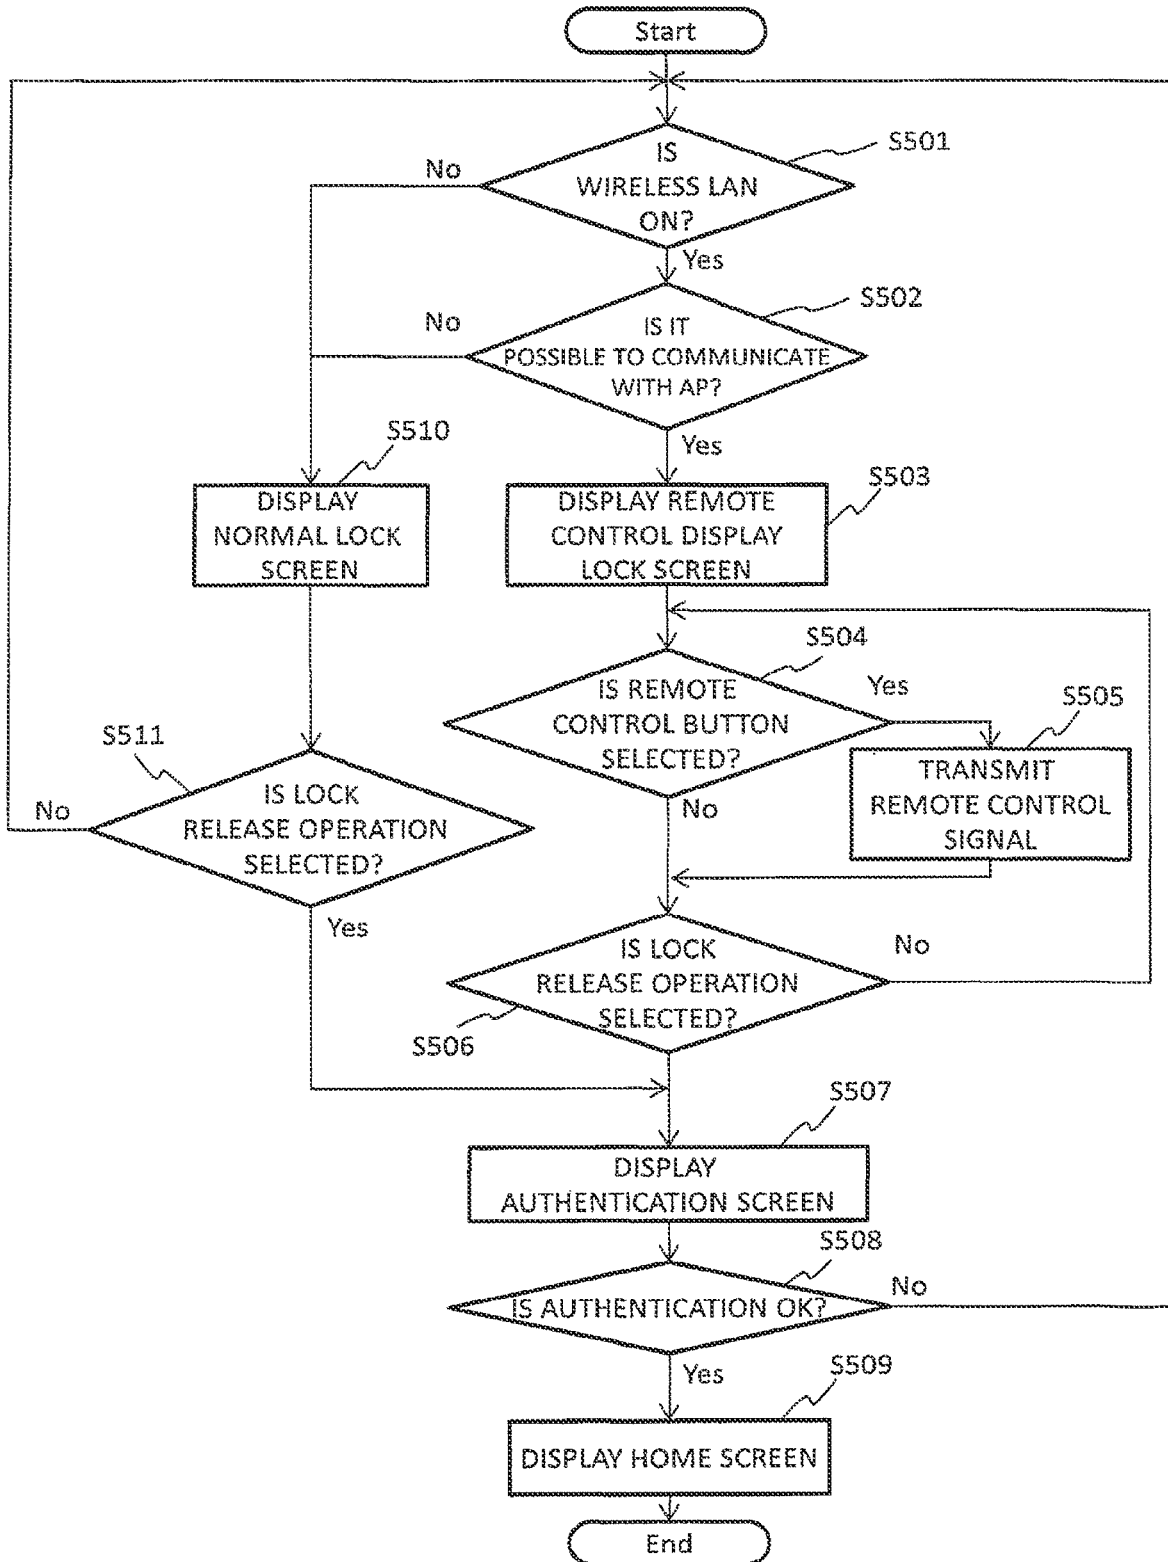 Start
S501
No
IS
WIRELESS LAN
ON?
Yes
S502
No
IS IT
POSSIBLE TO COMMUNICATE
WITH AP?
Yes
S510
S503
DISPLAY
NORMAL LOCK
SCREEN
DISPLAY REMOTE
CONTROL DISPLAY
LOCK SCREEN
S504
Yes
IS REMOTE
CONTROL BUTTON
SELECTED?
S505
S511
TRANSMIT
REMOTE CONTROL
SIGNAL
No
No
IS LOCK
RELEASE OPERATION
SELECTED?
Yes
No
IS LOCK
RELEASE OPERATION
SELECTED?
S506
S507
DISPLAY
AUTHENTICATION SCREEN
S508
No
IS AUTHENTICATION OK?
Yes
S509
DISPLAY HOME SCREEN
End